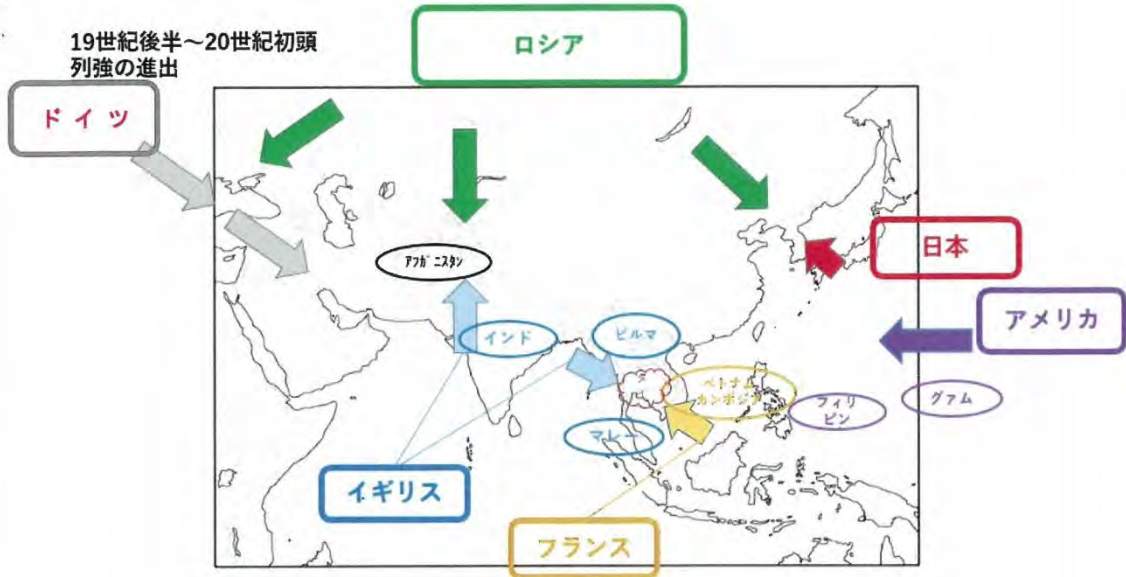 19世紀後半～20世紀初頭
列強の進出
ロシア
ドイツ
日本
アフガニスタン
アメリカ
インド
ビルマ
タイ
ベトナム
カンボジア
フィリ
ピン
グァム
マレー
イギリス
フランス